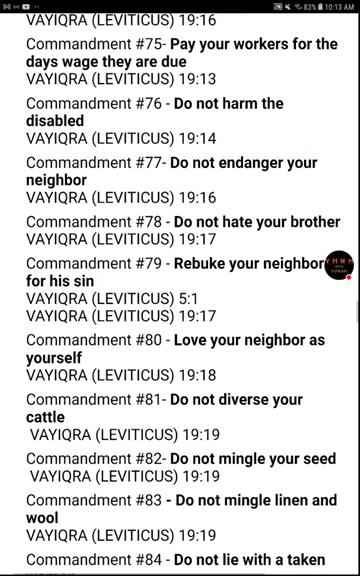 83% 10:13 AM
VAYIQRA (LEVITICUS) 19:16
Commandment #75- Pay your workers for the
days wage they are due
VAYIQRA (LEVITICUS) 19:13
Commandment #76 - Do not harm the
disabled
VAYIQRA (LEVITICUS) 19:14
Commandment #77- Do not endanger your
neighbor
VAYIQRA (LEVITICUS) 19:16
Commandment #78 - Do not hate your brother
VAYIQRA (LEVITICUS) 19:17
Commandment #79 - Rebuke your neighbor
for his sin
VAYIQRA (LEVITICUS) 5:1
VAYIQRA (LEVITICUS) 19:17
Commandment #80 - Love your neighbor as
yourself
VAYIQRA (LEVITICUS) 19:18
Commandment #81- Do not diverse your
cattle
VAYIQRA (LEVITICUS) 19:19
Commandment #82- Do not mingle your seed
VAYIQRA (LEVITICUS) 19:19
Commandment #83 - Do not mingle linen and
wool
VAYIQRA (LEVITICUS) 19:19
Commandment #84 - Do not lie with a taken